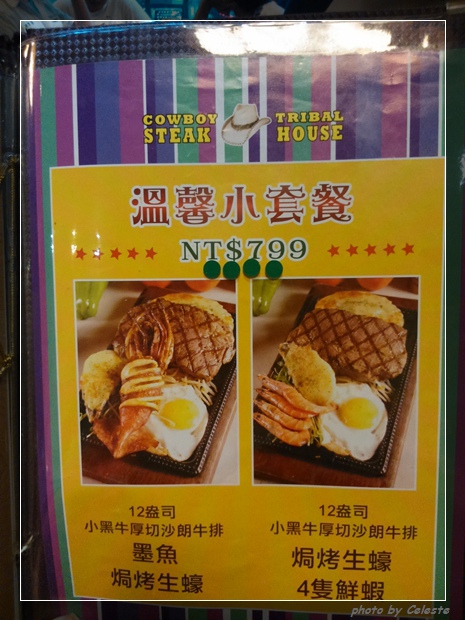 COWBOY TRIBAL
STEAK HOUSE
溫馨小套餐
NT$799
12盎司
小黑牛厚切沙朗牛排
墨魚
焗烤生蠔
12盎司
小黑牛厚切沙朗牛排
焗烤生蠔
4隻鮮蝦
photo by Celeste